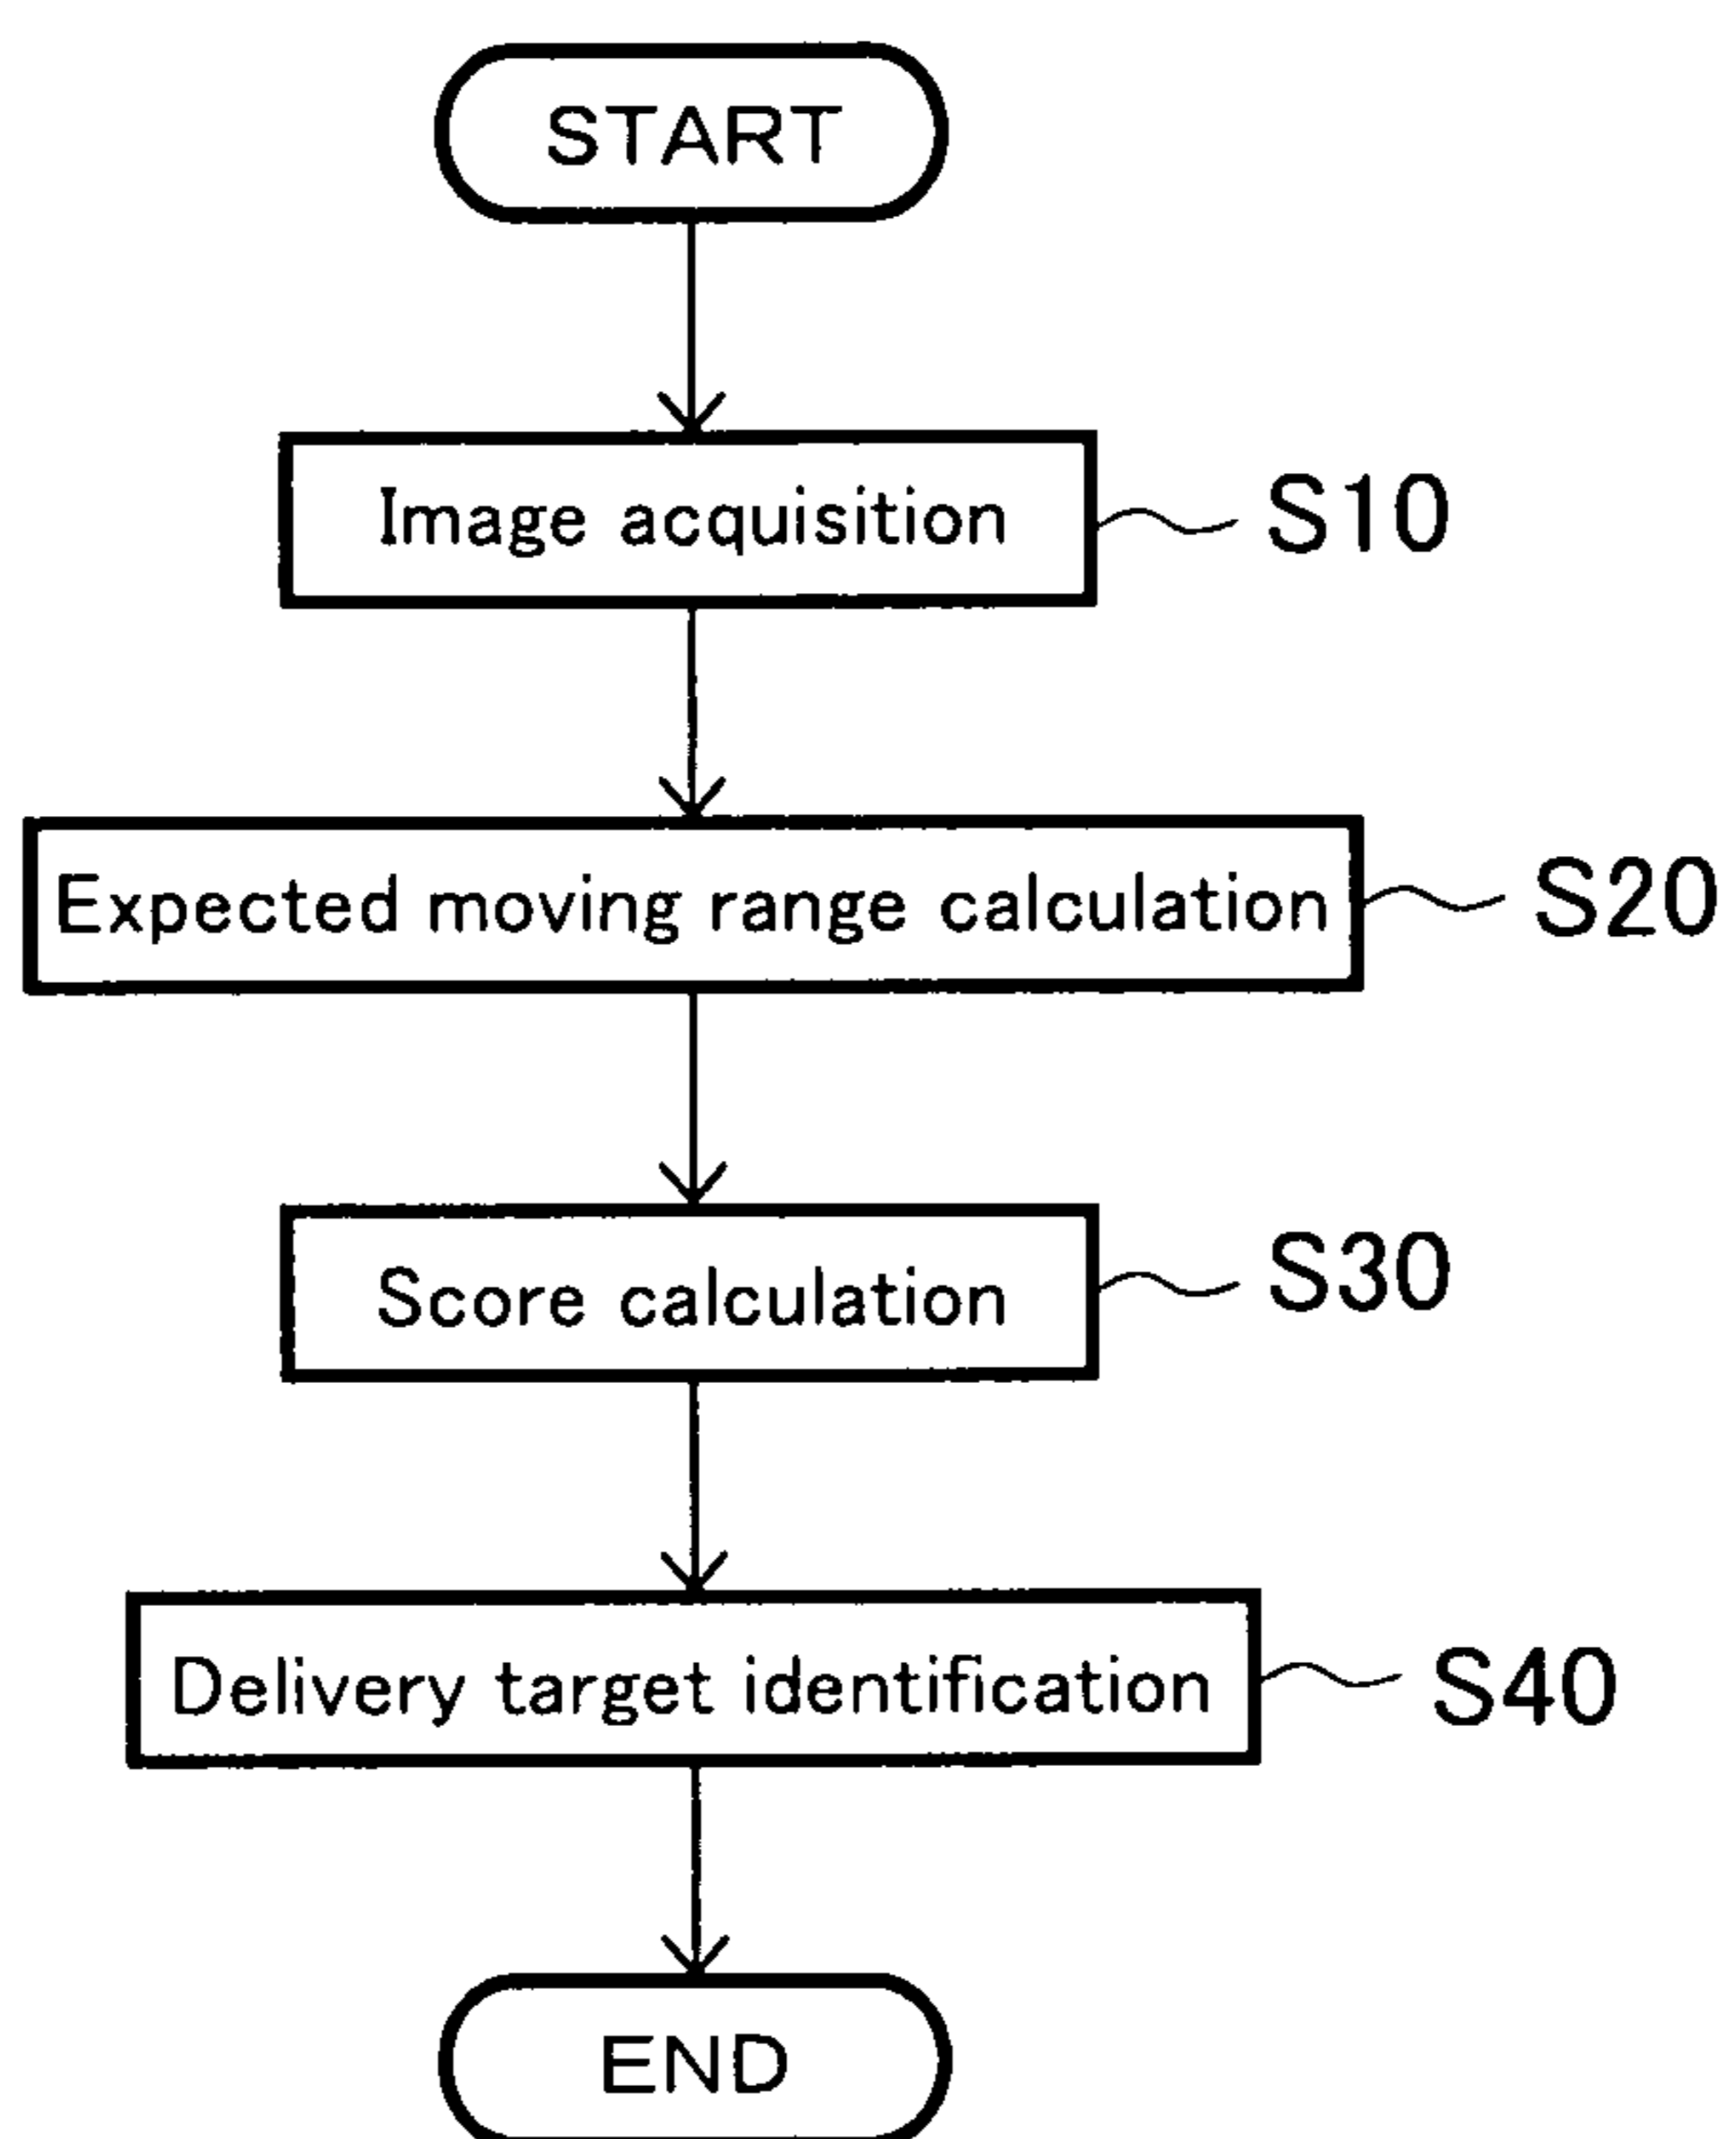 START
Image acquisition
S10
Expected moving range calculation
S20
Score calculation
S30
Delivery target identification
S40
END